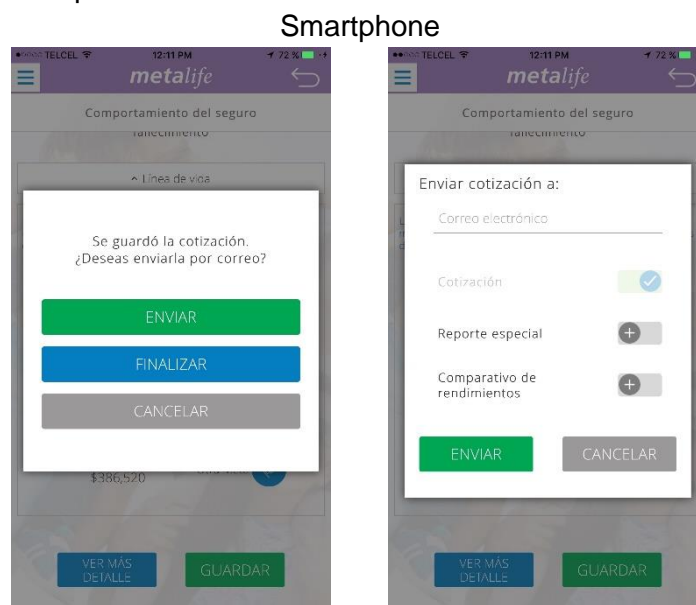 Smartphone
TELCEL 12:11 PM 72 %
metalife
Comportamiento del seguro
fallecimiento
Línea de vida
Se guardó la cotización.
¿Deseas enviarla por correo?
ENVIAR
FINALIZAR
CANCELAR
$386,520
VER MÁS
DETALLE
GUARDAR
TELCEL 12:11 PM 72 %
metalife
Comportamiento del seguro
fallecimiento
Enviar cotización a:
Correo electrónico
Cotización
Reporte especial
Comparativo de
rendimientos
ENVIAR CANCELAR
VER MÁS
DETALLE
GUARDAR